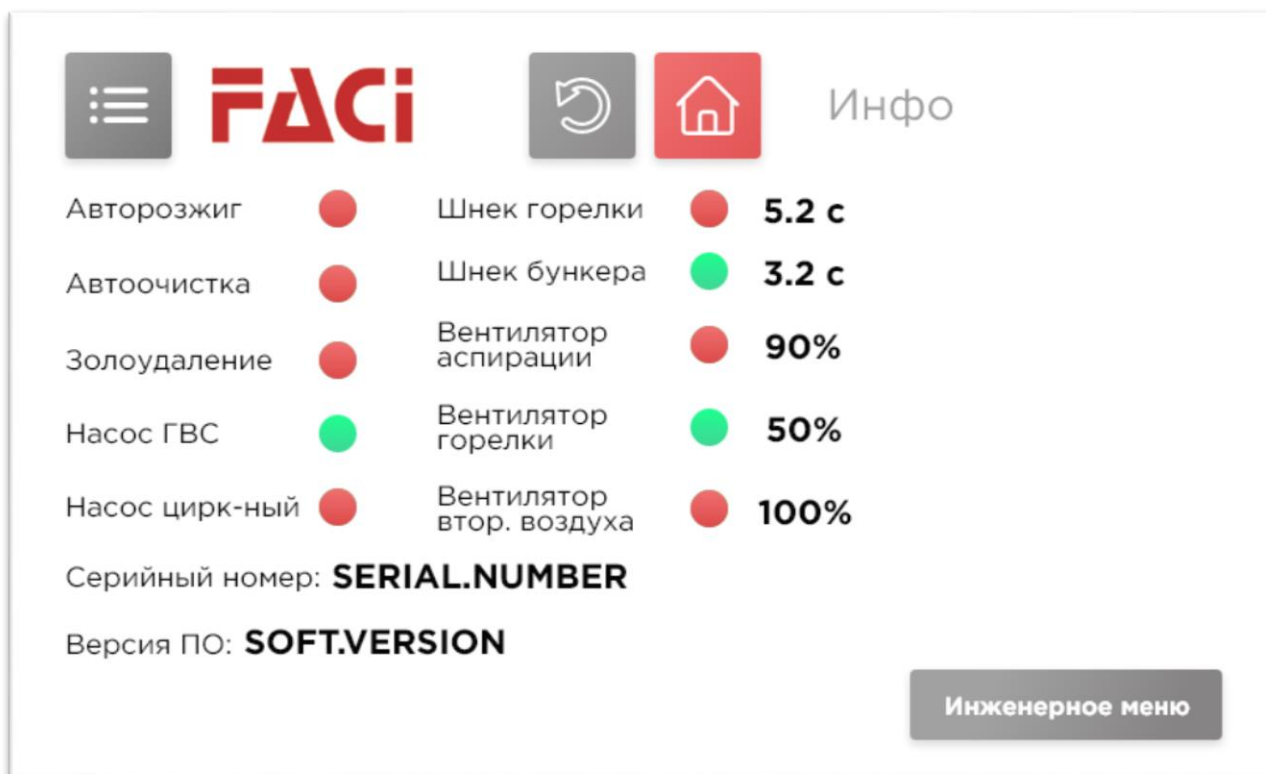 FACi
Инфо
Авторозжиг
Шнек горелки 5.2 с
Автоочистка
Шнек бункера 3.2 с
Золоудаление
Вентилятор
аспирации
90%
Насос ГВС
Вентилятор
горелки
50%
Насос цирк-ный
Вентилятор
втор. воздуха
100%
Серийный номер: SERIAL.NUMBER
Версия ПО: SOFT.VERSION
Инженерное меню